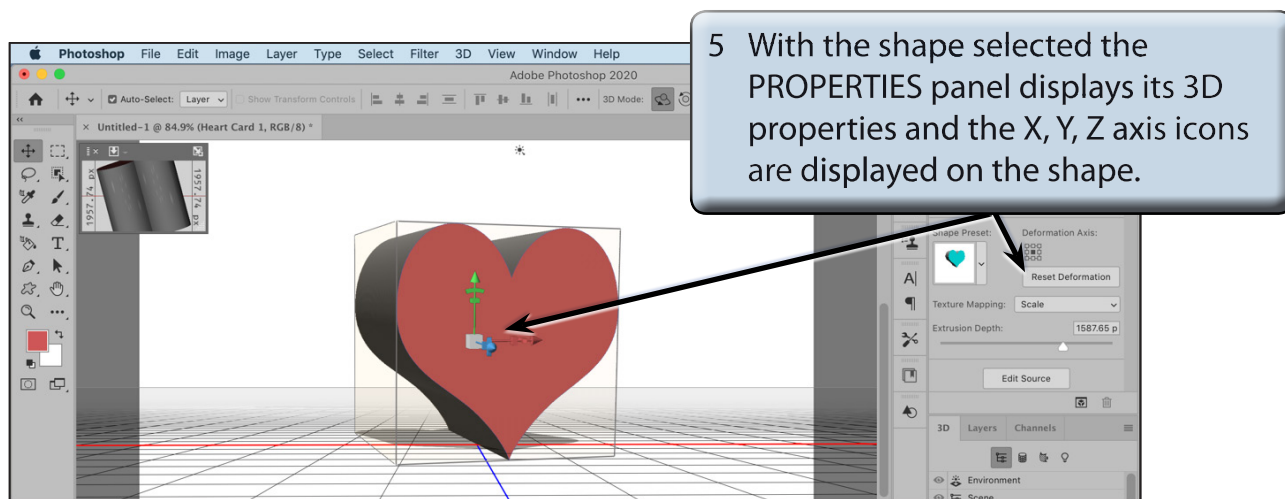 5 With the shape selected the
PROPERTIES panel displays its 3D
properties and the X, Y, Z axis icons
are displayed on the shape.
Photoshop File Edit Image Layer Type Select Filter 3D View Window Help
Adobe Photoshop 2020
Auto-Select: Layer Show Transform Controls 3D Mode:
× Untitled-1 @ 84.9% (Heart Card 1, RGB/8) *
1957.74 px
1957.74 px
Shape Preset: Deformation Axis:
Reset Deformation
Texture Mapping: Scale
Extrusion Depth: 1587.65 p
Edit Source
3D Layers Channels
Environment
Scene